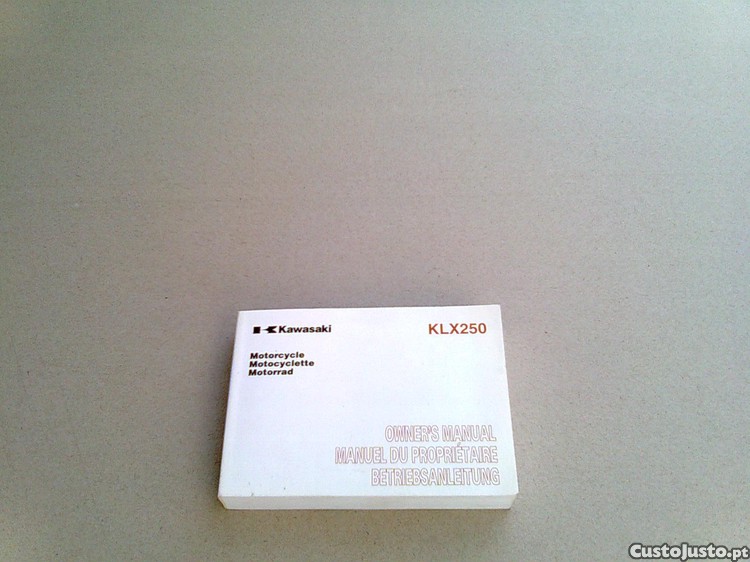 Kawasaki
KLX250
Motorcycle
Motocyclette
Motorrad
OWNER'S MANUAL
MANUEL DU PROPRIÉTAIRE
BETRIEBSANLEITUNG
CustoJusto.pt